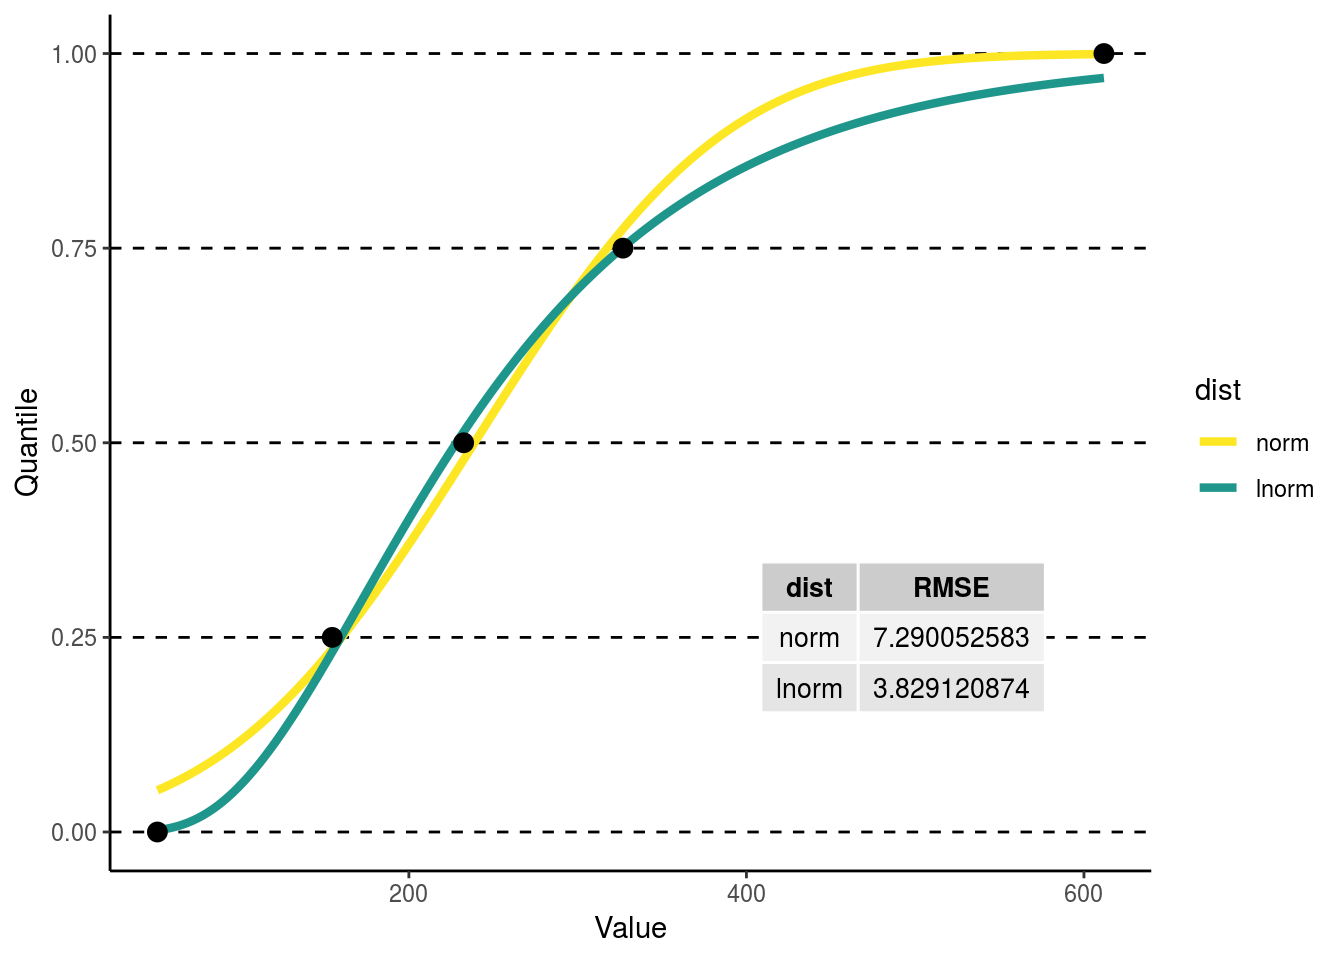 1.00
0.75
0.50
0.25
0.00
Quantile
200
400
600
Value
dist
norm
lnorm
dist RMSE
norm 7.290052583
lnorm 3.829120874